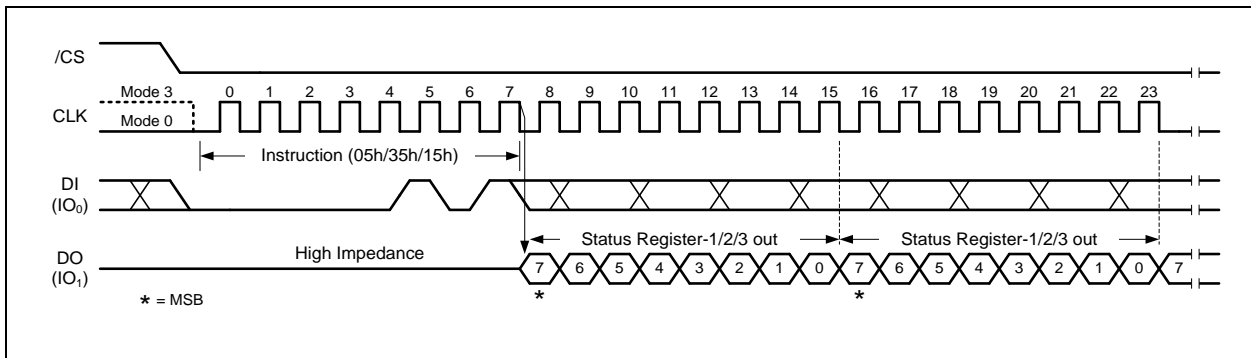 /CS
Mode 3
0 1 2 3 4 5 6 7 8 9 10 11 12 13 14 15 16 17 18 19 20 21 22 23
CLK
Mode 0
Instruction (05h/35h/15h)
DI
(IO₀)
Status Register-1/2/3 out Status Register-1/2/3 out
High Impedance
DO
(IO₁)
7 6 5 4 3 2 1 0 7 6 5 4 3 2 1 0 7
* = MSB * *